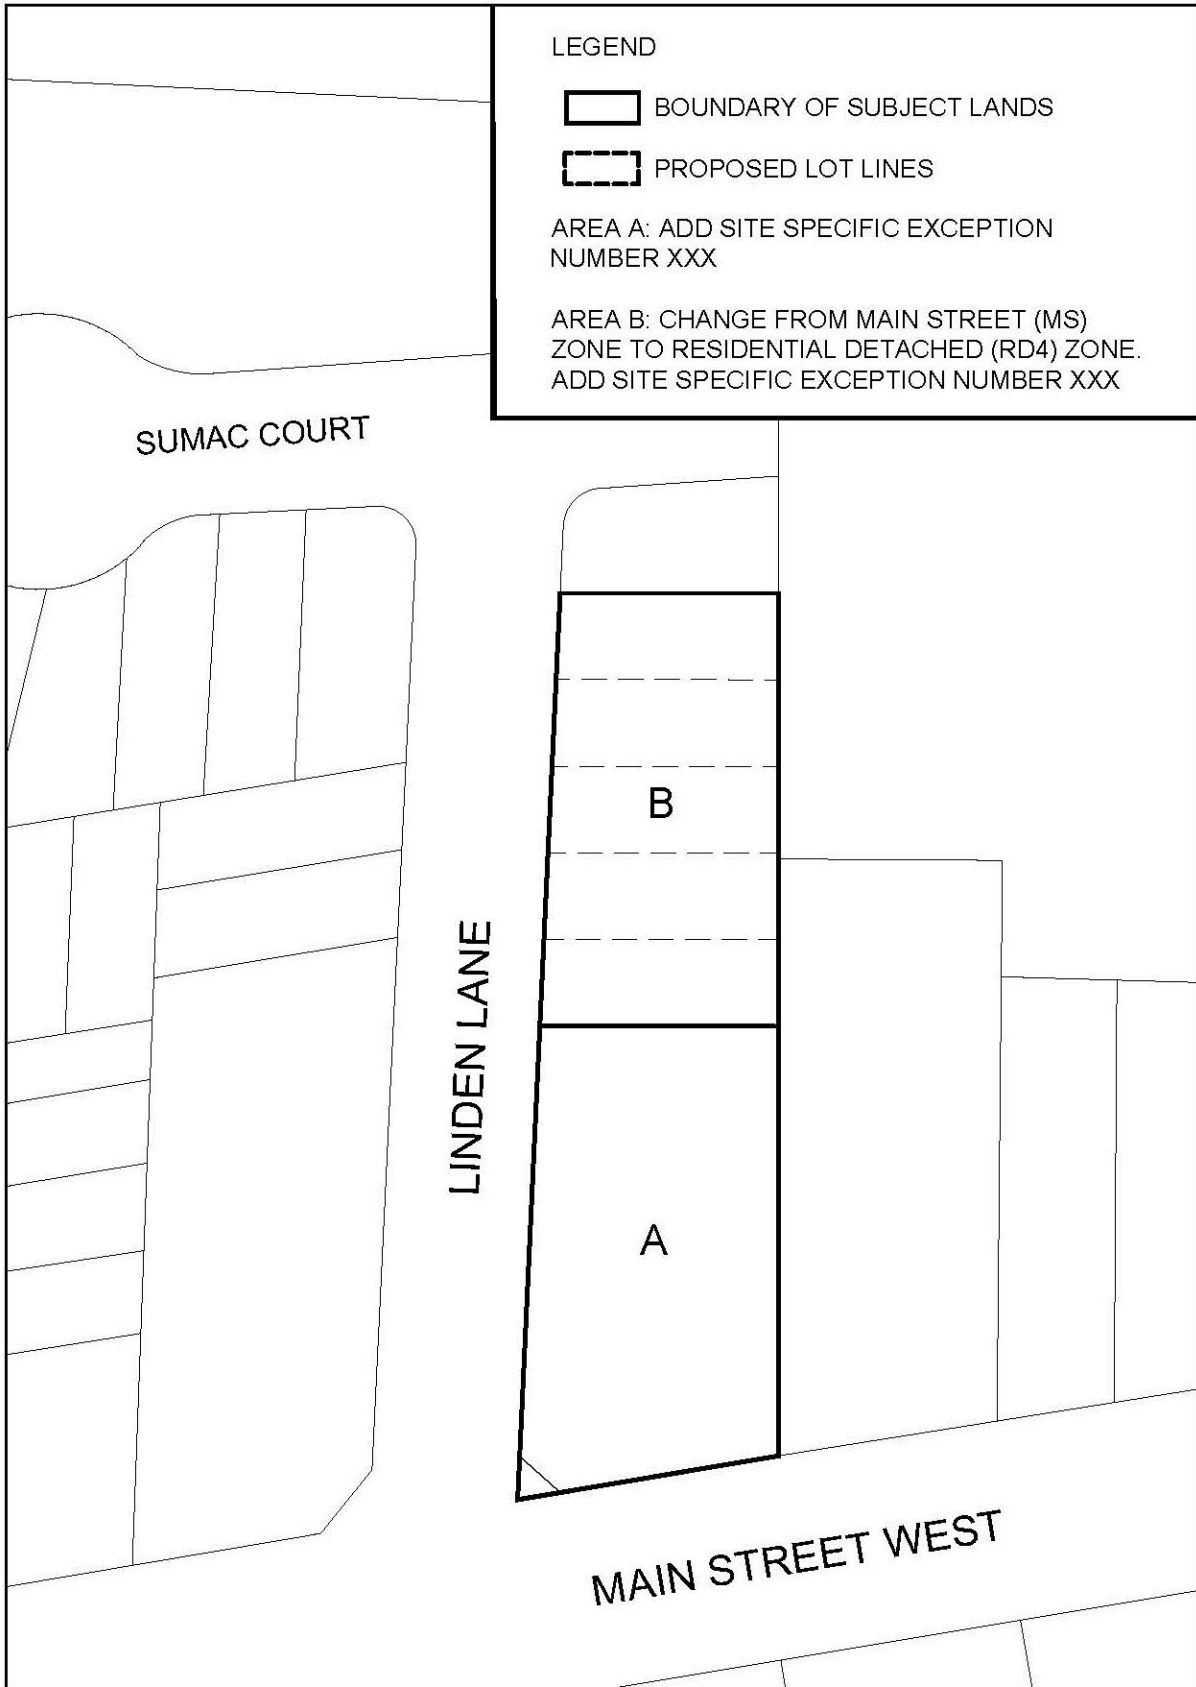 LEGEND
BOUNDARY OF SUBJECT LANDS
PROPOSED LOT LINES
AREA A: ADD SITE SPECIFIC EXCEPTION
NUMBER XXX
AREA B: CHANGE FROM MAIN STREET (MS)
ZONE TO RESIDENTIAL DETACHED (RD4) ZONE.
ADD SITE SPECIFIC EXCEPTION NUMBER XXX
SUMAC COURT
B
LINDEN LANE
A
MAIN STREET WEST